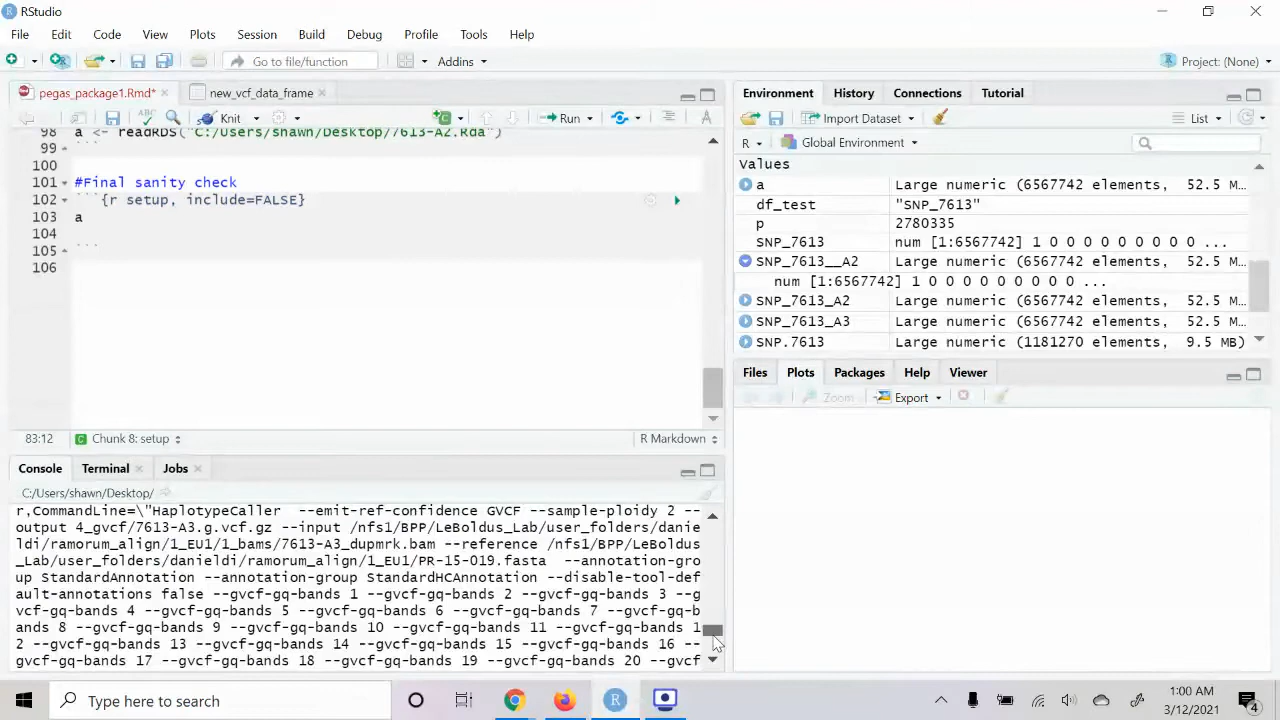 RStudio
File Edit Code View Plots Session Build Debug Profile Tools Help
Go to file/function Addins Project: (None)
pegas_package1.Rmd* new_vcf_data_frame
Knit Run
98 a <- readRDS("C:/Users/shawn/Desktop/7613-A2.Rda")
99 ```
100
101 #Final sanity check
102 ```{r setup, include=FALSE}
103 a
104
105 ```
106
83:12 Chunk 8: setup R Markdown
Console Terminal Jobs
C:/Users/shawn/Desktop/
r,CommandLine=\"HaplotypeCaller --emit-ref-confidence GVCF --sample-ploidy 2 --
output 4_gvcf/7613-A3.g.vcf.gz --input /nfs1/BPP/LeBoldus_Lab/user_folders/danie
ldi/ramorum_align/1_EU1/1_bams/7613-A3_dupmrk.bam --reference /nfs1/BPP/LeBoldus
_Lab/user_folders/danieldi/ramorum_align/1_EU1/PR-15-019.fasta --annotation-gro
up StandardAnnotation --annotation-group StandardHCAnnotation --disable-tool-def
ault-annotations false --gvcf-gq-bands 1 --gvcf-gq-bands 2 --gvcf-gq-bands 3 --g
vcf-gq-bands 4 --gvcf-gq-bands 5 --gvcf-gq-bands 6 --gvcf-gq-bands 7 --gvcf-gq-b
ands 8 --gvcf-gq-bands 9 --gvcf-gq-bands 10 --gvcf-gq-bands 11 --gvcf-gq-bands 1
2 --gvcf-gq-bands 13 --gvcf-gq-bands 14 --gvcf-gq-bands 15 --gvcf-gq-bands 16 --
gvcf-gq-bands 17 --gvcf-gq-bands 18 --gvcf-gq-bands 19 --gvcf-gq-bands 20 --gvcf
Environment History Connections Tutorial
Import Dataset List
R Global Environment
Values
a Large numeric (6567742 elements, 52.5 M…
df_test "SNP_7613"
p 2780335
SNP_7613 num [1:6567742] 1 0 0 0 0 0 0 0 0 0 ...
SNP_7613__A2 Large numeric (6567742 elements, 52.5 M…
num [1:6567742] 1 0 0 0 0 0 0 0 0 0 ...
SNP_7613_A2 Large numeric (6567742 elements, 52.5 M…
SNP_7613_A3 Large numeric (6567742 elements, 52.5 M…
SNP.7613 Large numeric (1181270 elements, 9.5 MB)
Files Plots Packages Help Viewer
Zoom Export
Type here to search
1:00 AM
3/12/2021
4